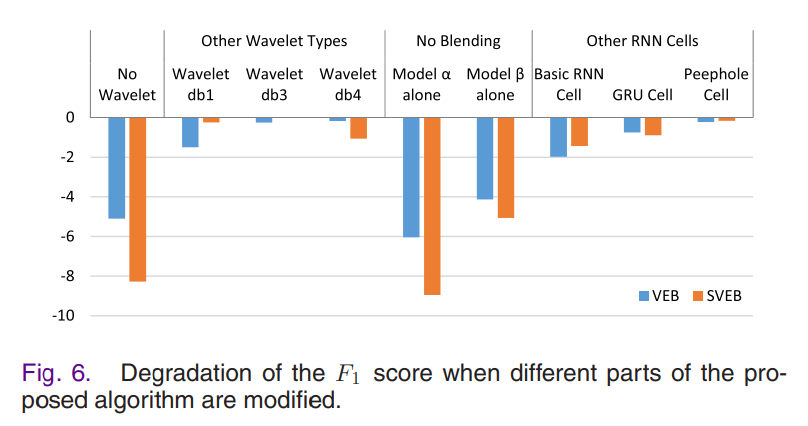 Other Wavelet Types No Blending Other RNN Cells
No Wavelet Wavelet Wavelet Model α Model β Basic RNN Peephole
Wavelet db1 db3 db4 alone alone Cell GRU Cell Cell
0
-2
-4
-6
-8
-10
VEB SVEB
Fig. 6. Degradation of the F₁ score when different parts of the pro-
posed algorithm are modified.